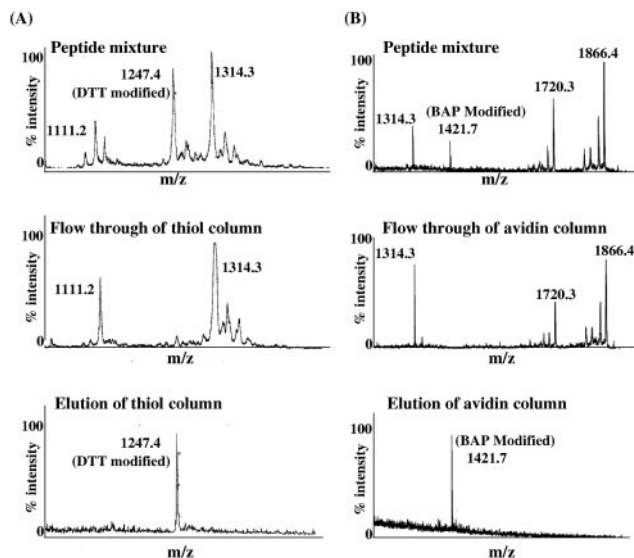 (A)
Peptide mixture
100
1247.4
(DTT modified)
1314.3
1111.2
% intensity
0
m/z
Flow through of thiol column
100
1111.2
1314.3
% intensity
0
m/z
Elution of thiol column
100
1247.4
(DTT modified)
% intensity
0
m/z
(B)
Peptide mixture
100
1866.4
1720.3
(BAP Modified)
1421.7
1314.3
% intensity
0
m/z
Flow through of avidin column
100
1314.3
1866.4
1720.3
% intensity
0
m/z
Elution of avidin column
100
(BAP Modified)
1421.7
% intensity
0
m/z